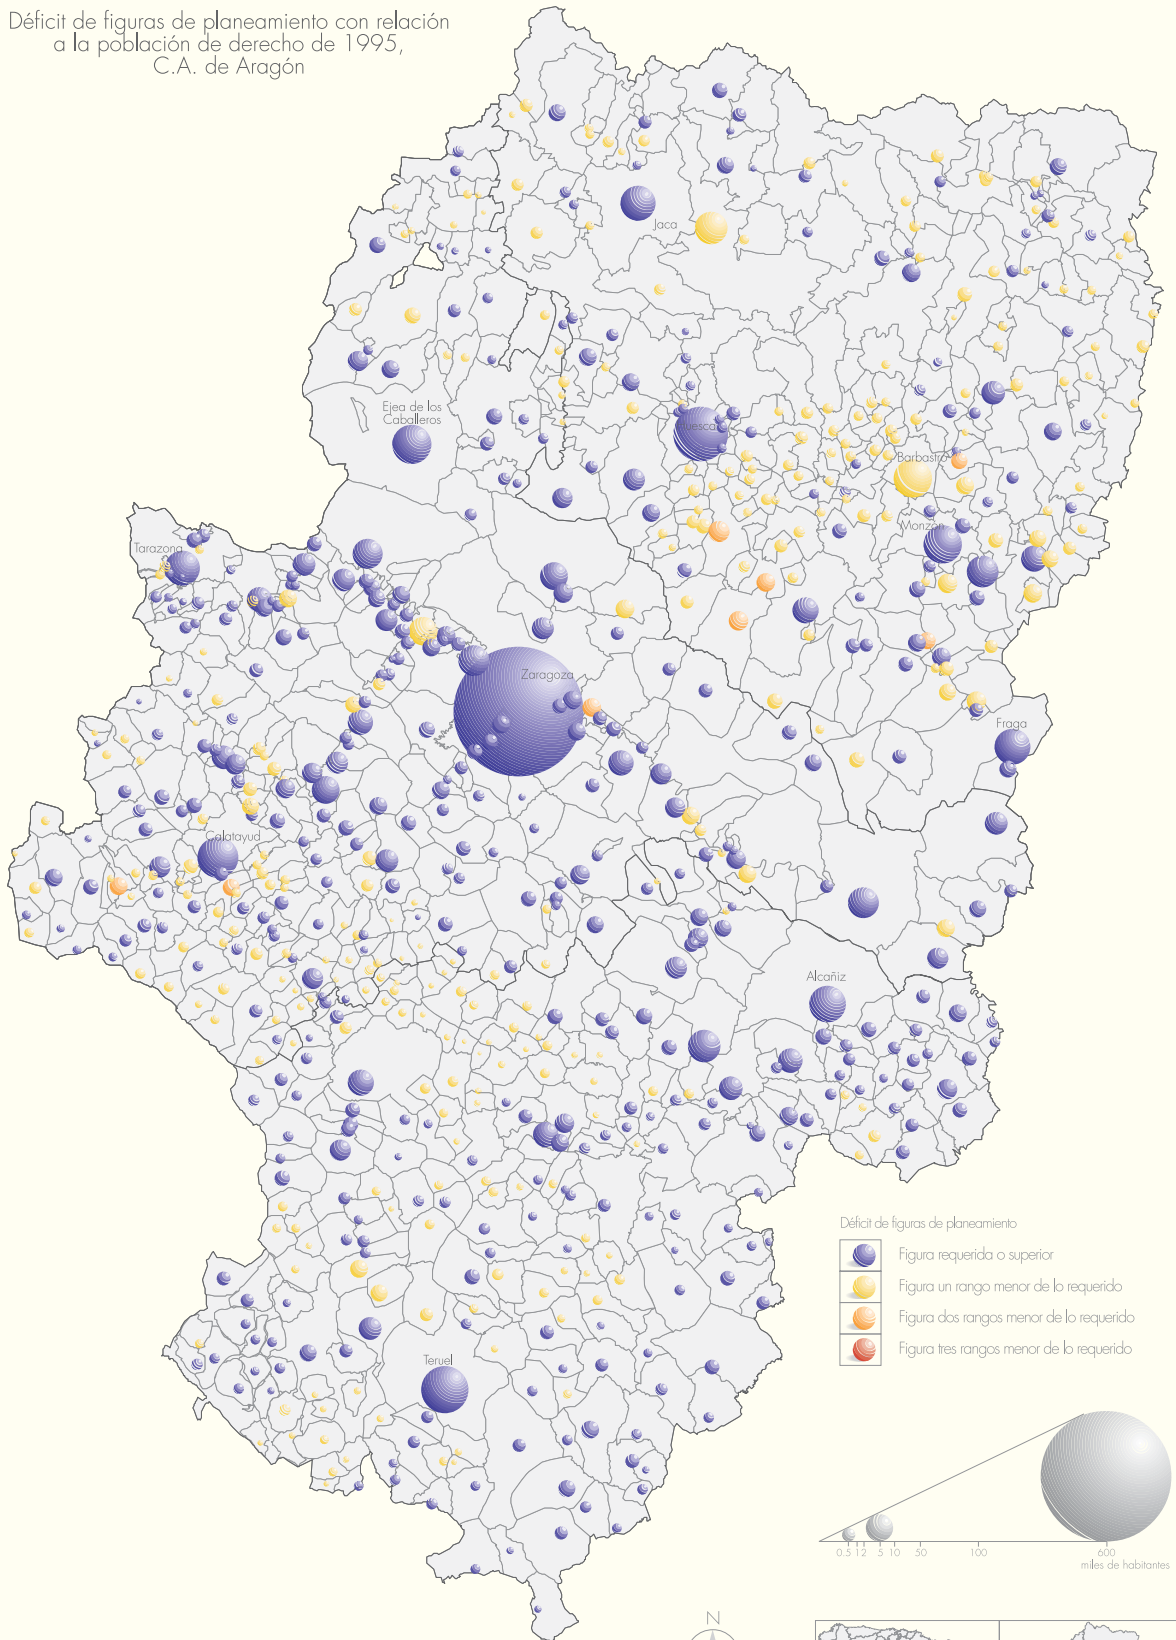 Déficit de figuras de planeamiento con relación
a la población de derecho de 1995,
C.A. de Aragón
Jaca
Ejea de los
Caballeros
Huesca
Barbastro
Monzón
Tarazona
Zaragoza
Fraga
Calatayud
Alcañiz
Teruel
Déficit de figuras de planeamiento
Figura requerida o superior
Figura un rango menor de lo requerido
Figura dos rangos menor de lo requerido
Figura tres rangos menor de lo requerido
0.5 1 2 5 10 50 100 600
miles de habitantes
N